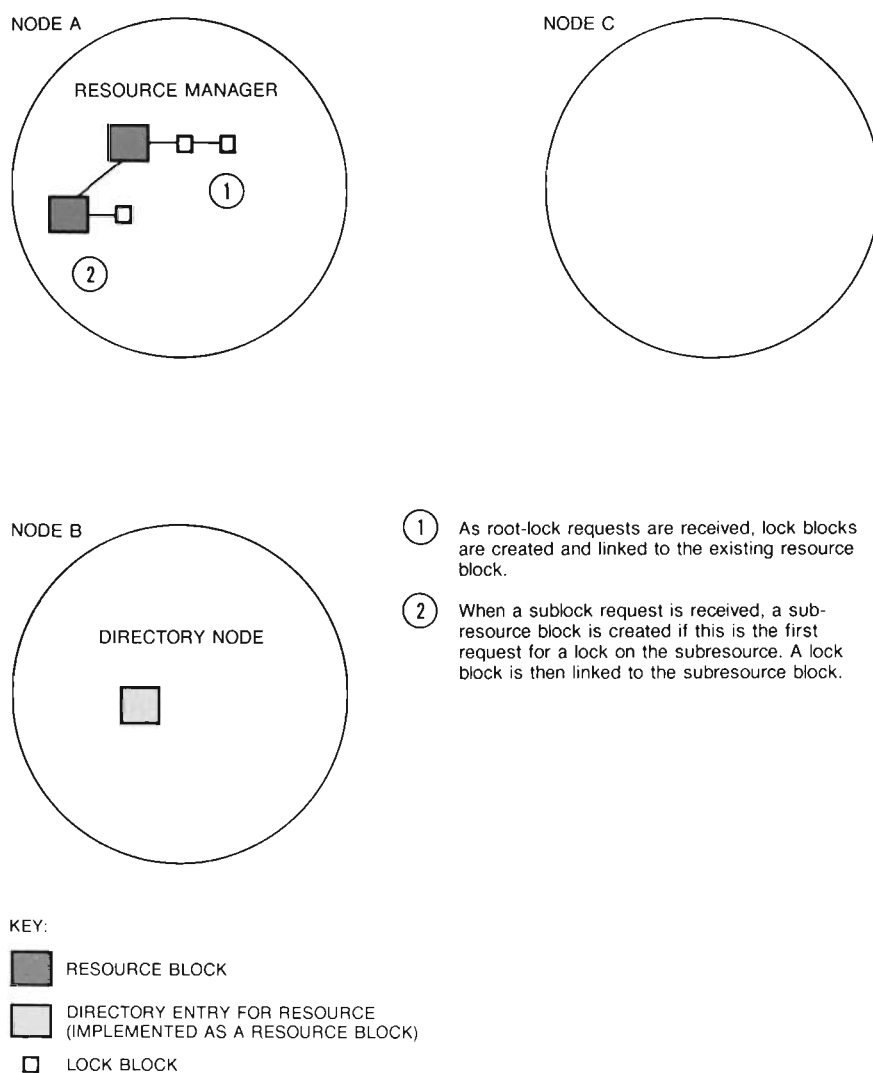 NODE A
NODE C
RESOURCE MANAGER
1
2
NODE B
DIRECTORY NODE
1 As root-lock requests are received, lock blocks
are created and linked to the existing resource
block.
2 When a sublock request is received, a sub-
resource block is created if this is the first
request for a lock on the subresource. A lock
block is then linked to the subresource block.
KEY:
RESOURCE BLOCK
DIRECTORY ENTRY FOR RESOURCE
(IMPLEMENTED AS A RESOURCE BLOCK)
LOCK BLOCK